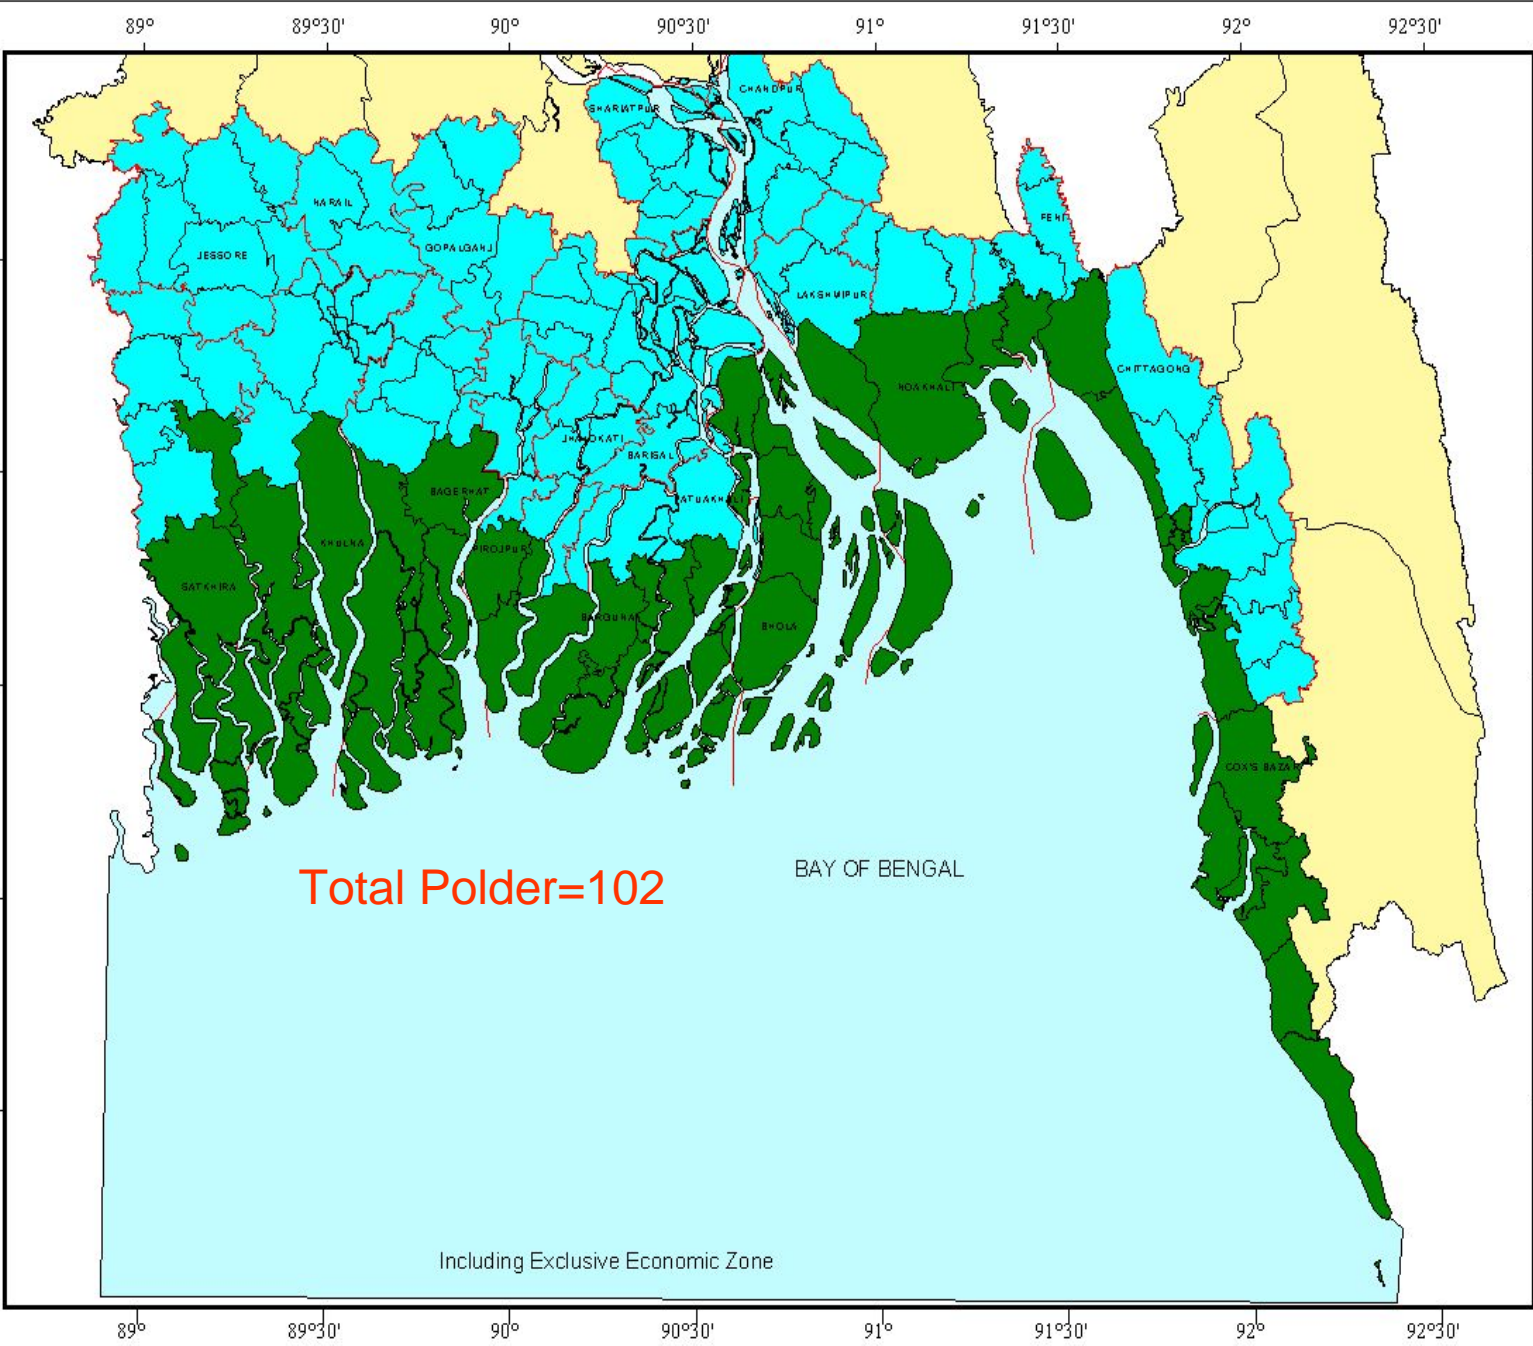 89° 89°30' 90° 90°30' 91° 91°30' 92° 92°30'
CHANDPUR
SHARIATPUR
NARAIL
FENI
GOPALGANJ
JESSORE
LAKSHMIPUR
CHITTAGONG
NOAKHALI
JHALOKATI
BARISAL
BAGERHAT
PATUAKHALI
KHULNA
PIROJPUR
SATKHIRA
BARGUNA
BHOLA
COX'S BAZAR
BAY OF BENGAL
Total Polder=102
Including Exclusive Economic Zone
89° 89°30' 90° 90°30' 91° 91°30' 92° 92°30'